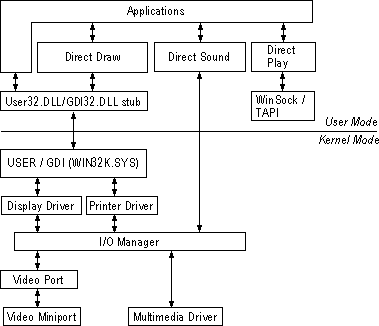 Applications
Direct Draw
Direct Sound
Direct
Play
User32.DLL/GDI32.DLL stub
WinSock /
TAPI
User Mode
Kernel Mode
USER / GDI (WIN32K.SYS)
Display Driver
Printer Driver
I/O Manager
Video Port
Video Miniport
Multimedia Driver